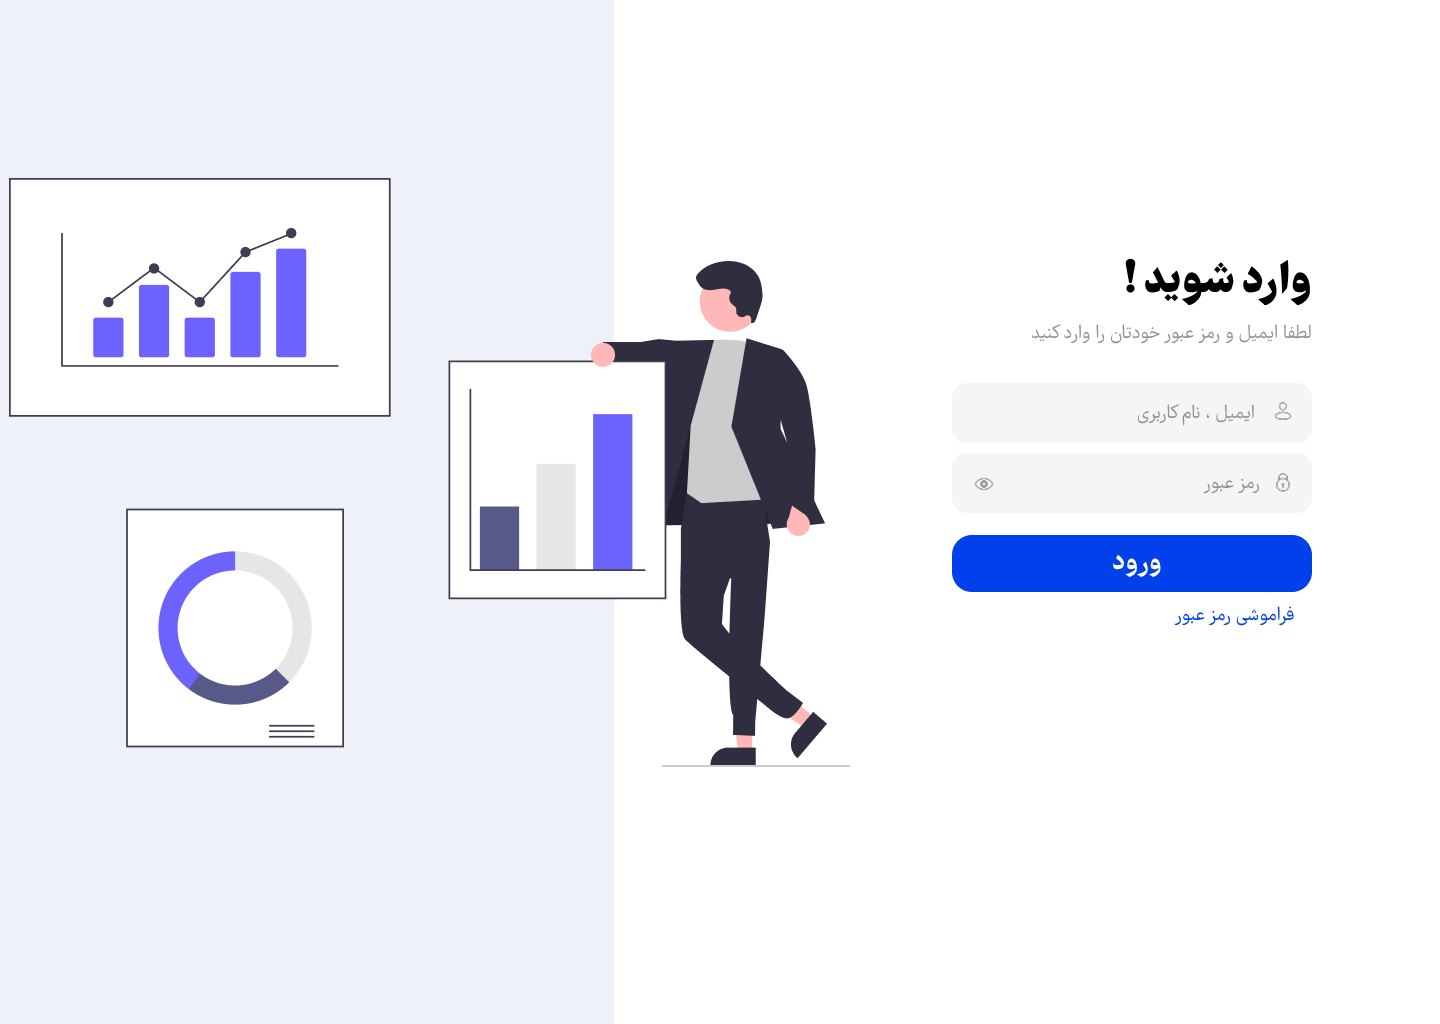 وارد شوید !
لطفا ایمیل و رمز عبور خودتان را وارد کنید
ایمیل ، نام کاربری
رمز عبور
ورود
فراموشی رمز عبور